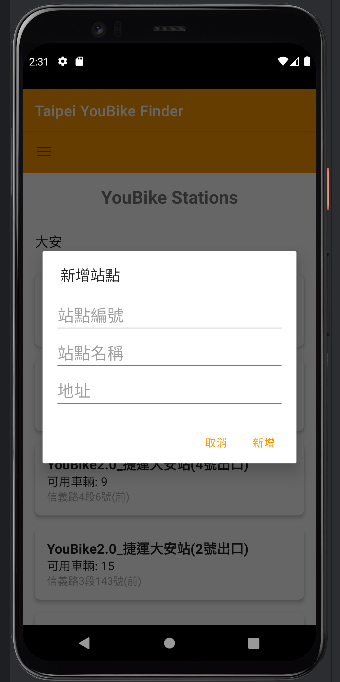 2:31
Taipei YouBike Finder
YouBike Stations
大安
新增站點
站點編號
站點名稱
地址
取消 新增
YouBike2.0_捷運大安站(4號出口)
可用車輛: 9
信義路4段6號(前)
YouBike2.0_捷運大安站(2號出口)
可用車輛: 15
信義路3段143號(前)